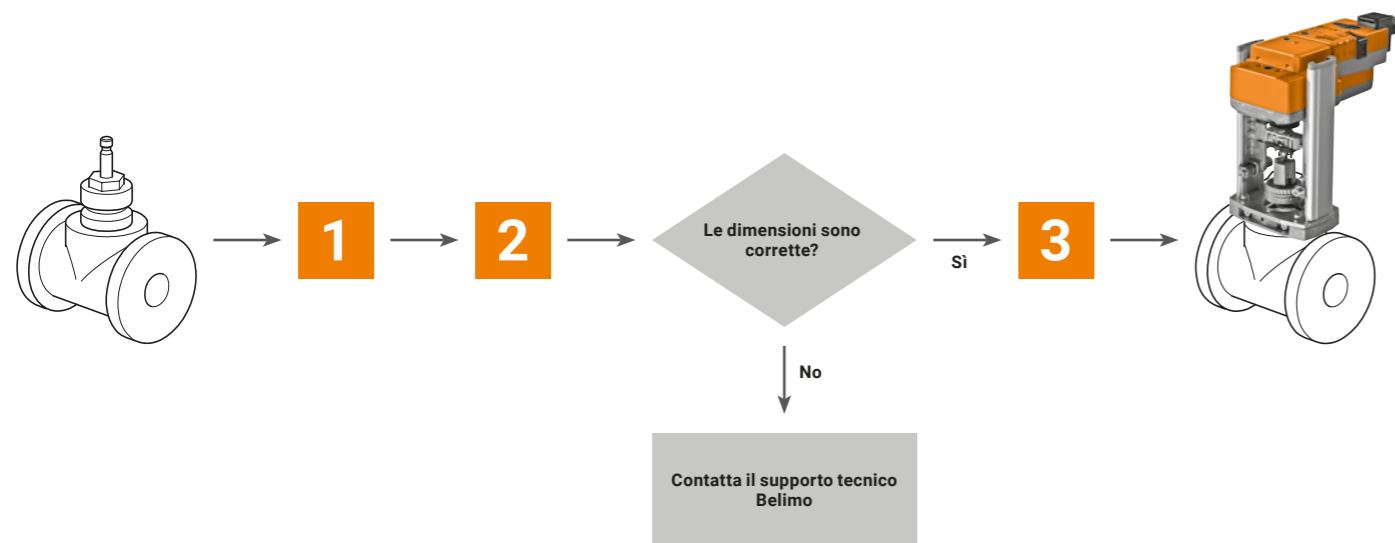 1
2
Le dimensioni sono
corrette?
Sì
3
No
Contatta il supporto tecnico
Belimo